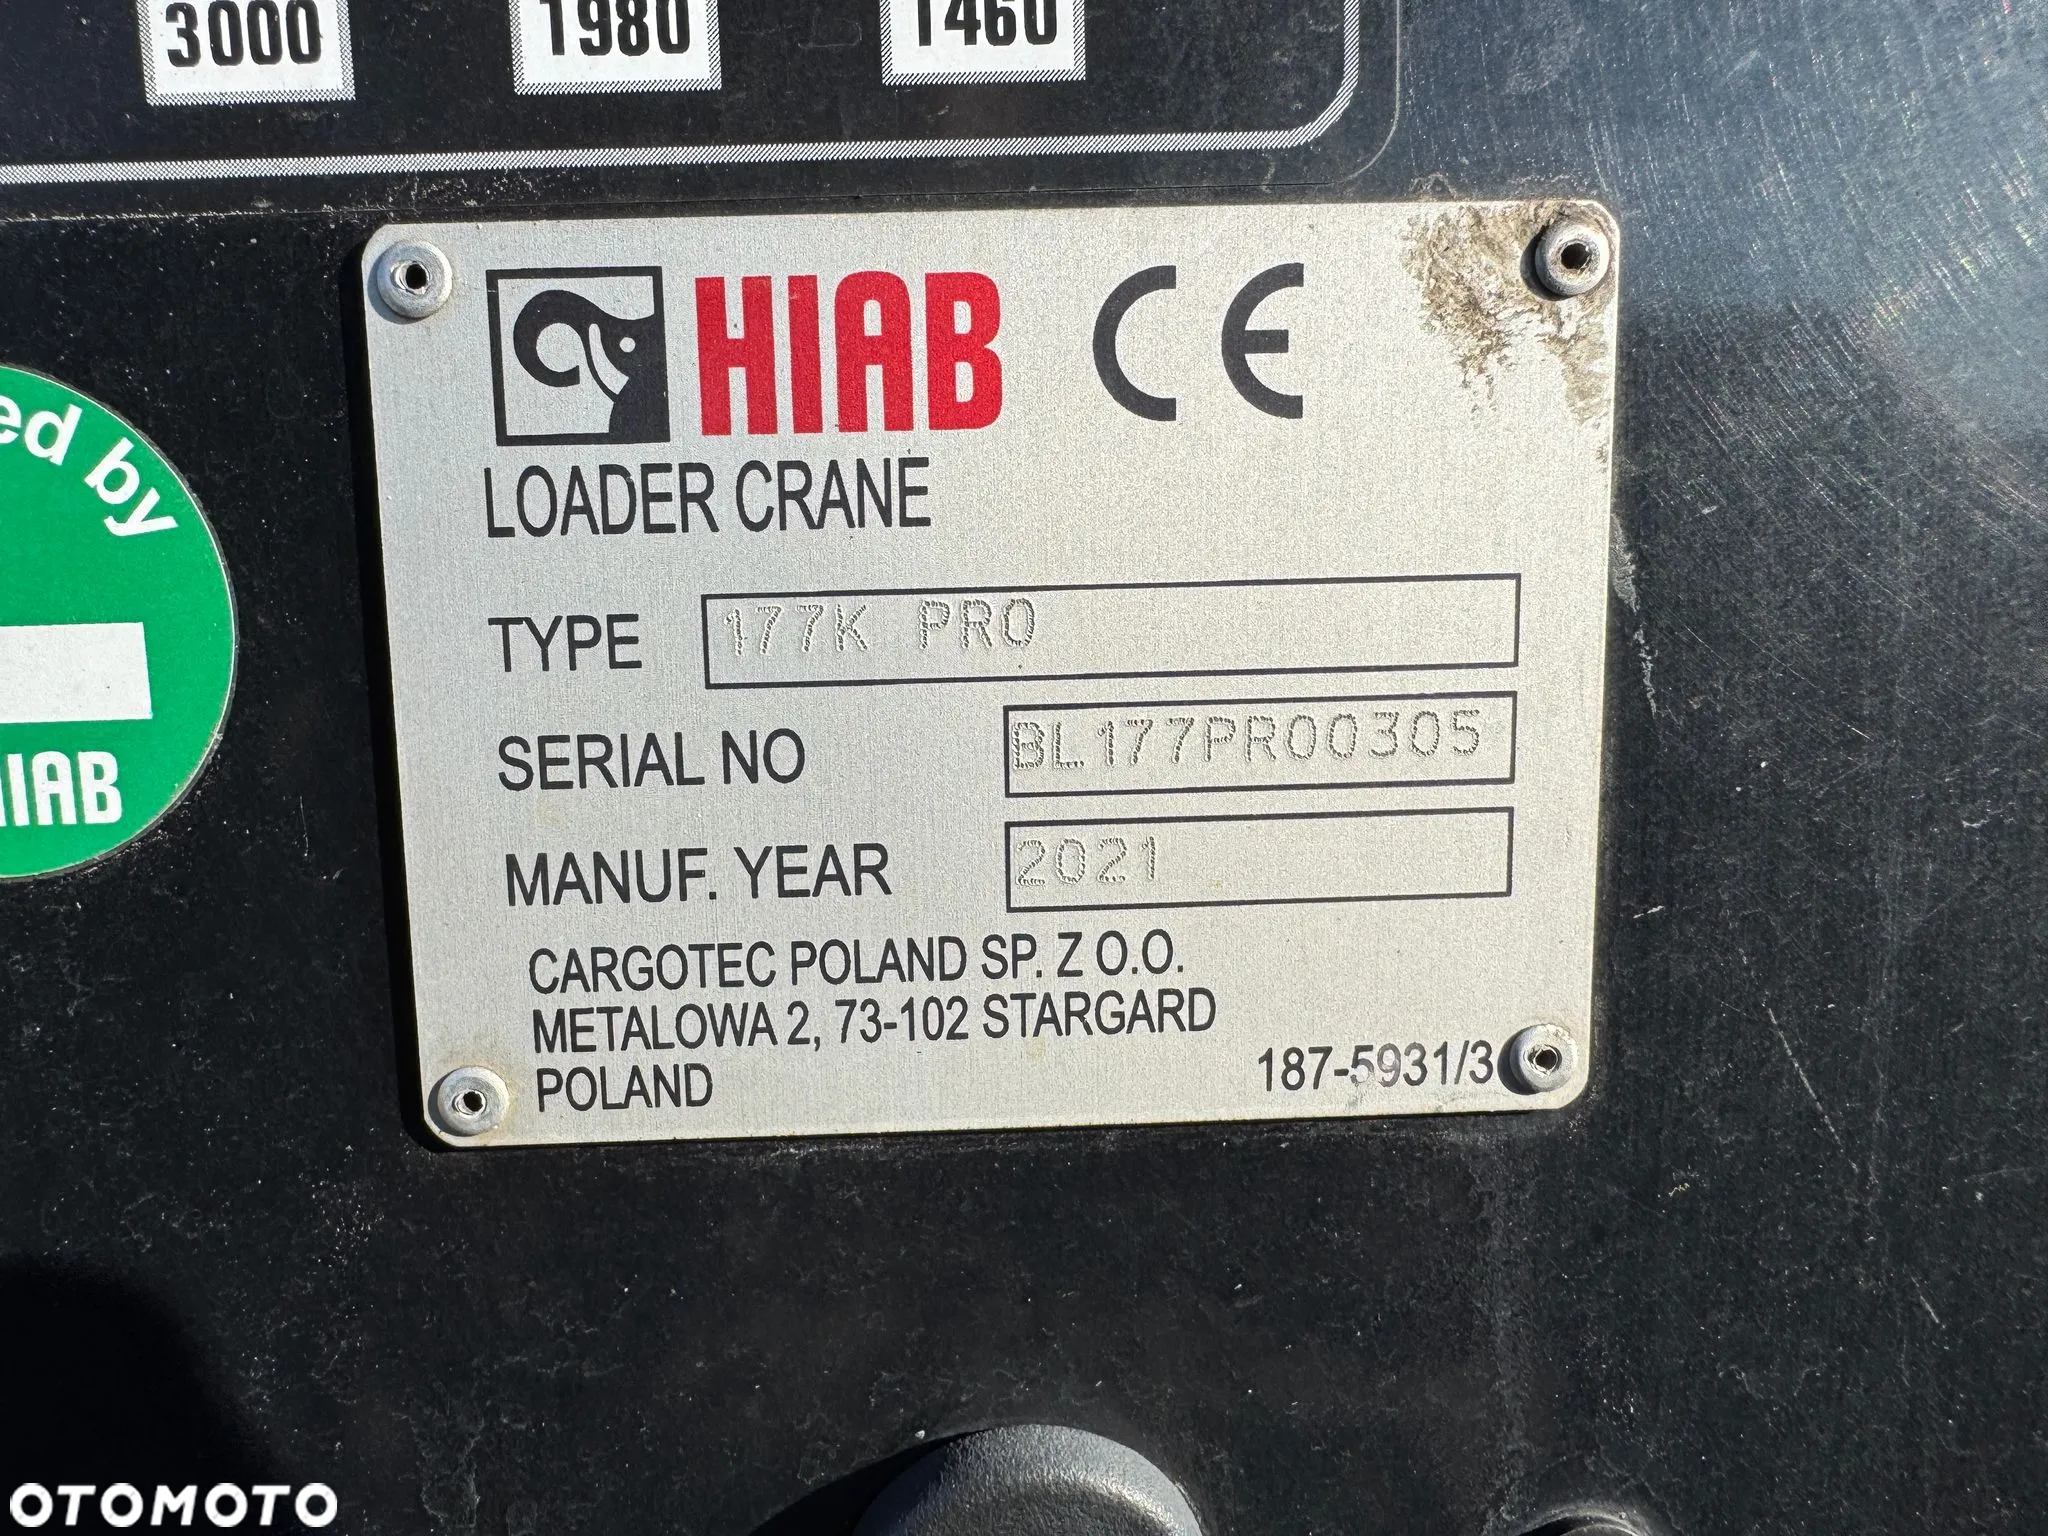 3000 1980 1460
HIAB CE
LOADER CRANE
TYPE 177K PRO
SERIAL NO BL177PR00305
MANUF. YEAR 2021
CARGOTEC POLAND SP. Z O.O.
METALOWA 2, 73-102 STARGARD
POLAND
187-5931/3
ed by
HIAB
OTOMOTO